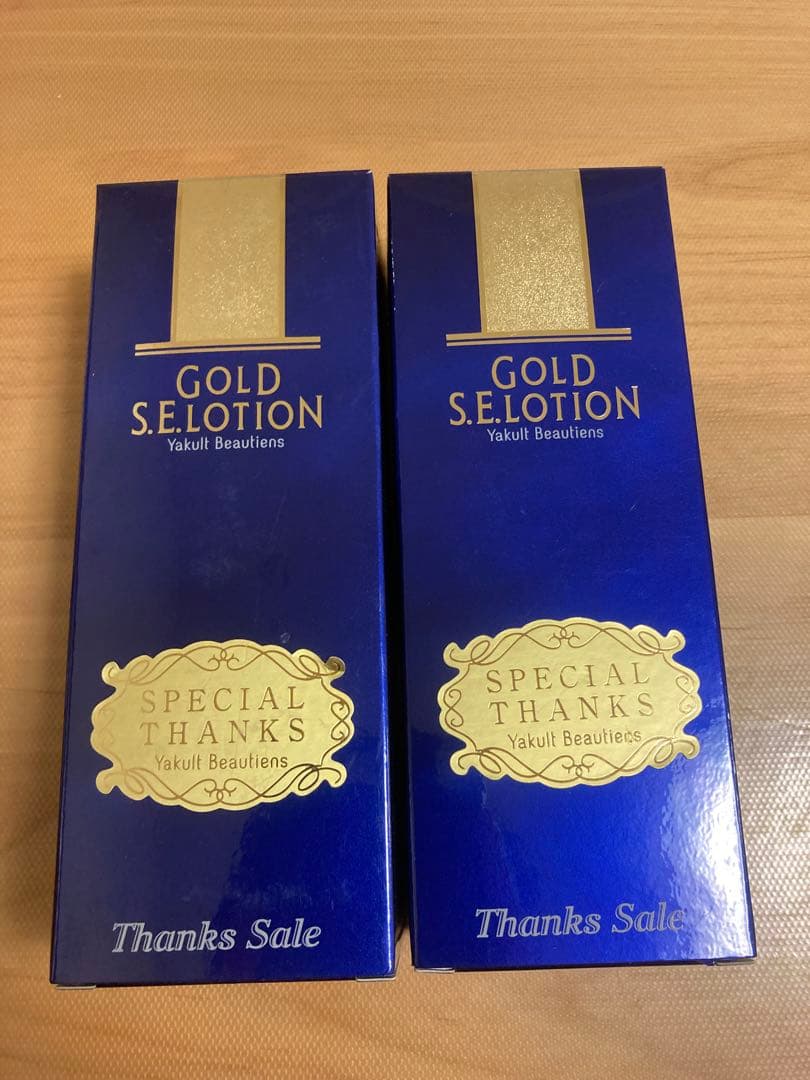 GOLD
S.E.LOTION
Yakult Beautiens
SPECIAL
THANKS
Yakult Beautiens
Thanks Sale
GOLD
S.E.LOTION
Yakult Beautiens
SPECIAL
THANKS
Yakult Beautiens
Thanks Sale